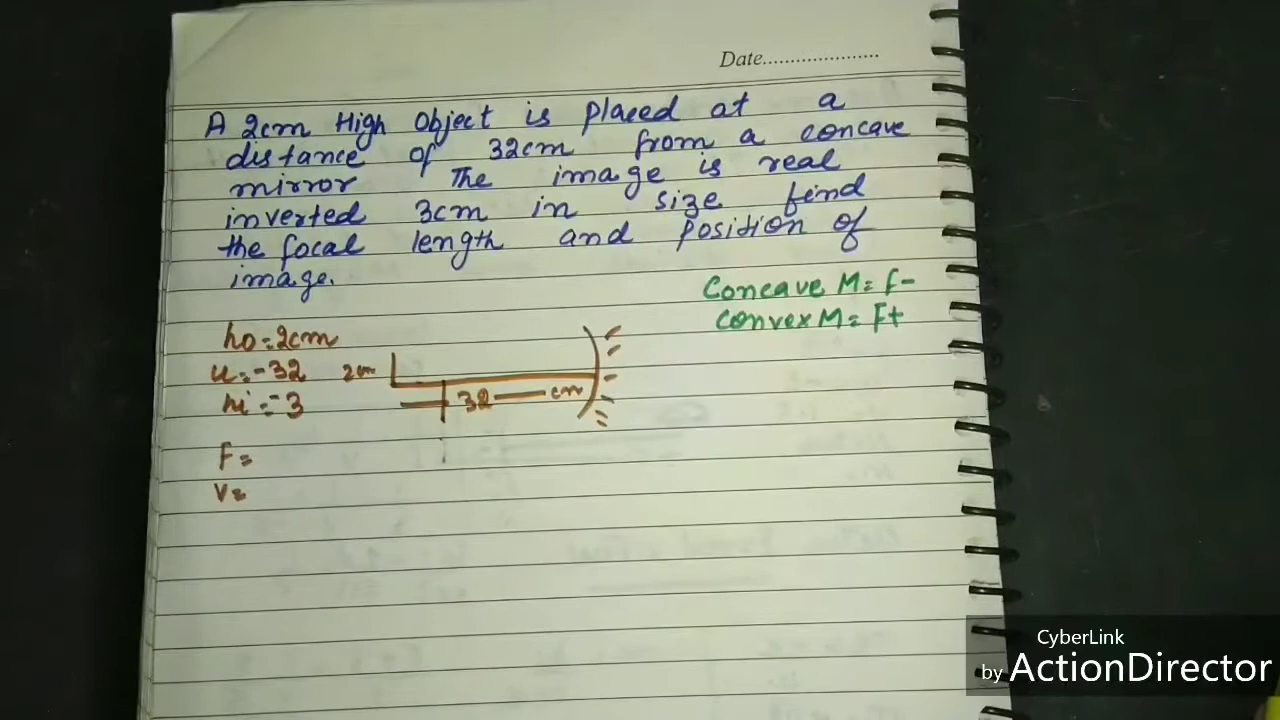 Date.....................
A 2cm High Object is placed at a
distance of 32cm from a concave
mirror The image is real
inverted 3cm in size find
the focal length and position of
image.
Concave M= f-
Convex M= F+
ho=2cm
u=-32 2cm
hi=-3 32 cm
F=
v=
CyberLink
by ActionDirector